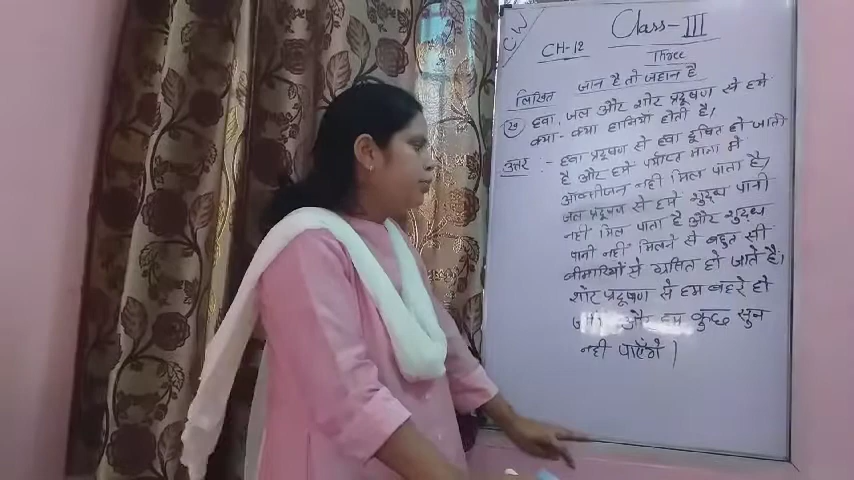 CW
Class - III
CH-12
Three
लिखित जान है तो जहान है
हवा, जल और शोर प्रदूषण से हमे
क्या - क्या हानियाँ होती है,
उत्तर :- हवा प्रदूषण से हवा दूषित हो जाती
है और हमे पर्याप्त मात्रा मे
ऑक्सीजन नही मिल पाता है,
जल प्रदूषण से हमे शुद्ध पानी
नही मिल पाता है और शुद्ध
पानी नही मिलने से बहुत सी
बीमारियों से ग्रसित हो जाते है,
शोर प्रदूषण से हम बहरे हो
और हम कुछ सुन
नही पाएँगे |